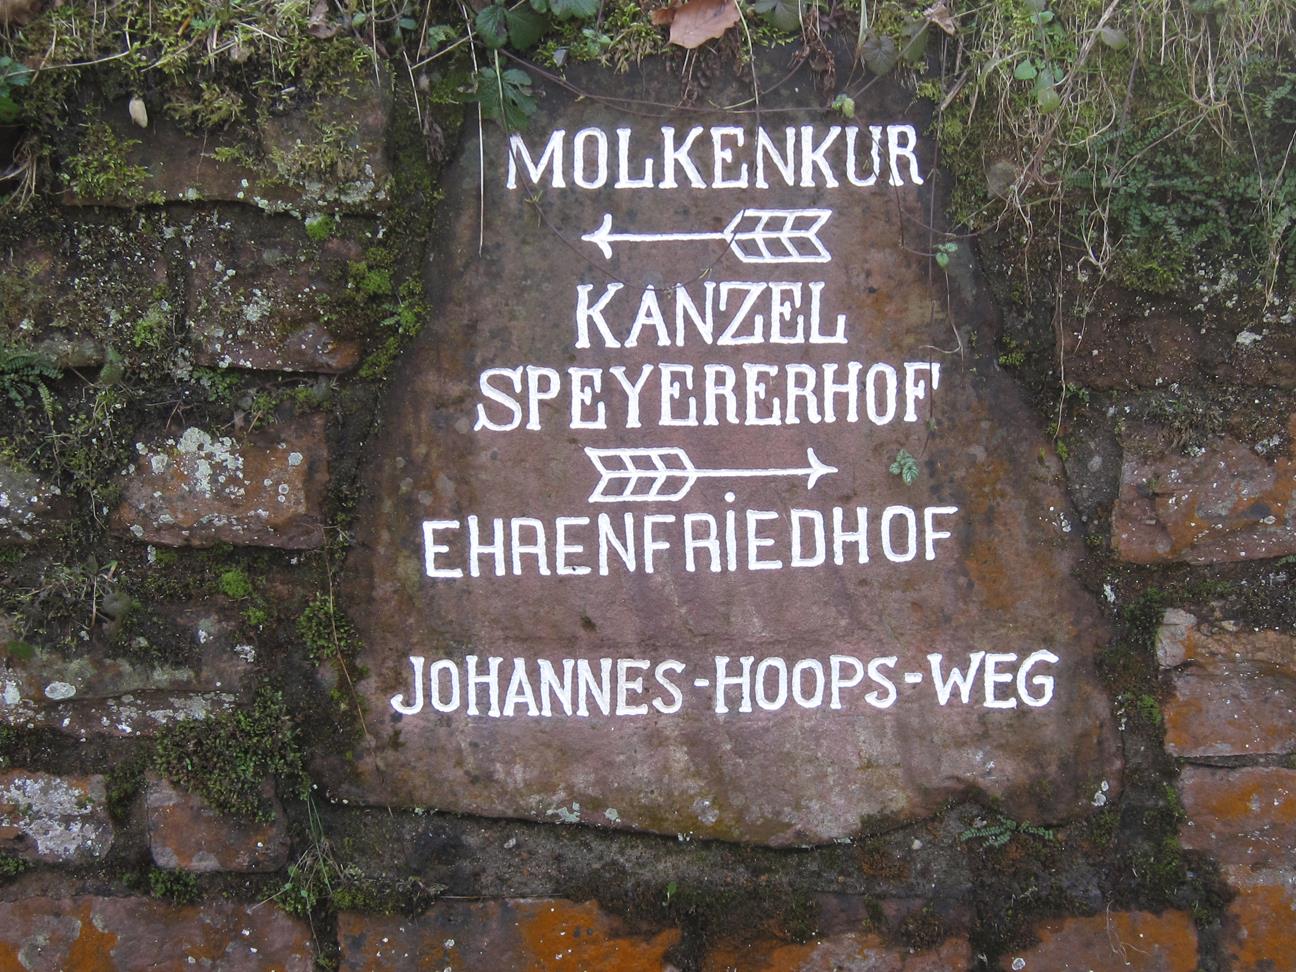 MOLKENKUR
KANZEL
SPEYERERHOF
EHRENFRiEDHOF
JOHANNES-HOOPS-WEG